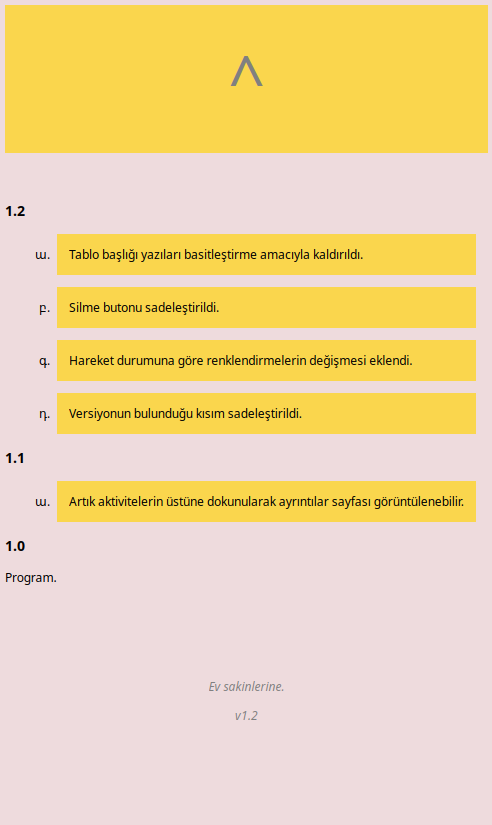 ^
1.2
ա. Tablo başlığı yazıları basitleştirme amacıyla kaldırıldı.
բ. Silme butonu sadeleştirildi.
գ. Hareket durumuna göre renklendirmelerin değişmesi eklendi.
դ. Versiyonun bulunduğu kısım sadeleştirildi.
1.1
ա. Artık aktivitelerin üstüne dokunularak ayrıntılar sayfası görüntülenebilir.
1.0
Program.
Ev sakinlerine.
v1.2